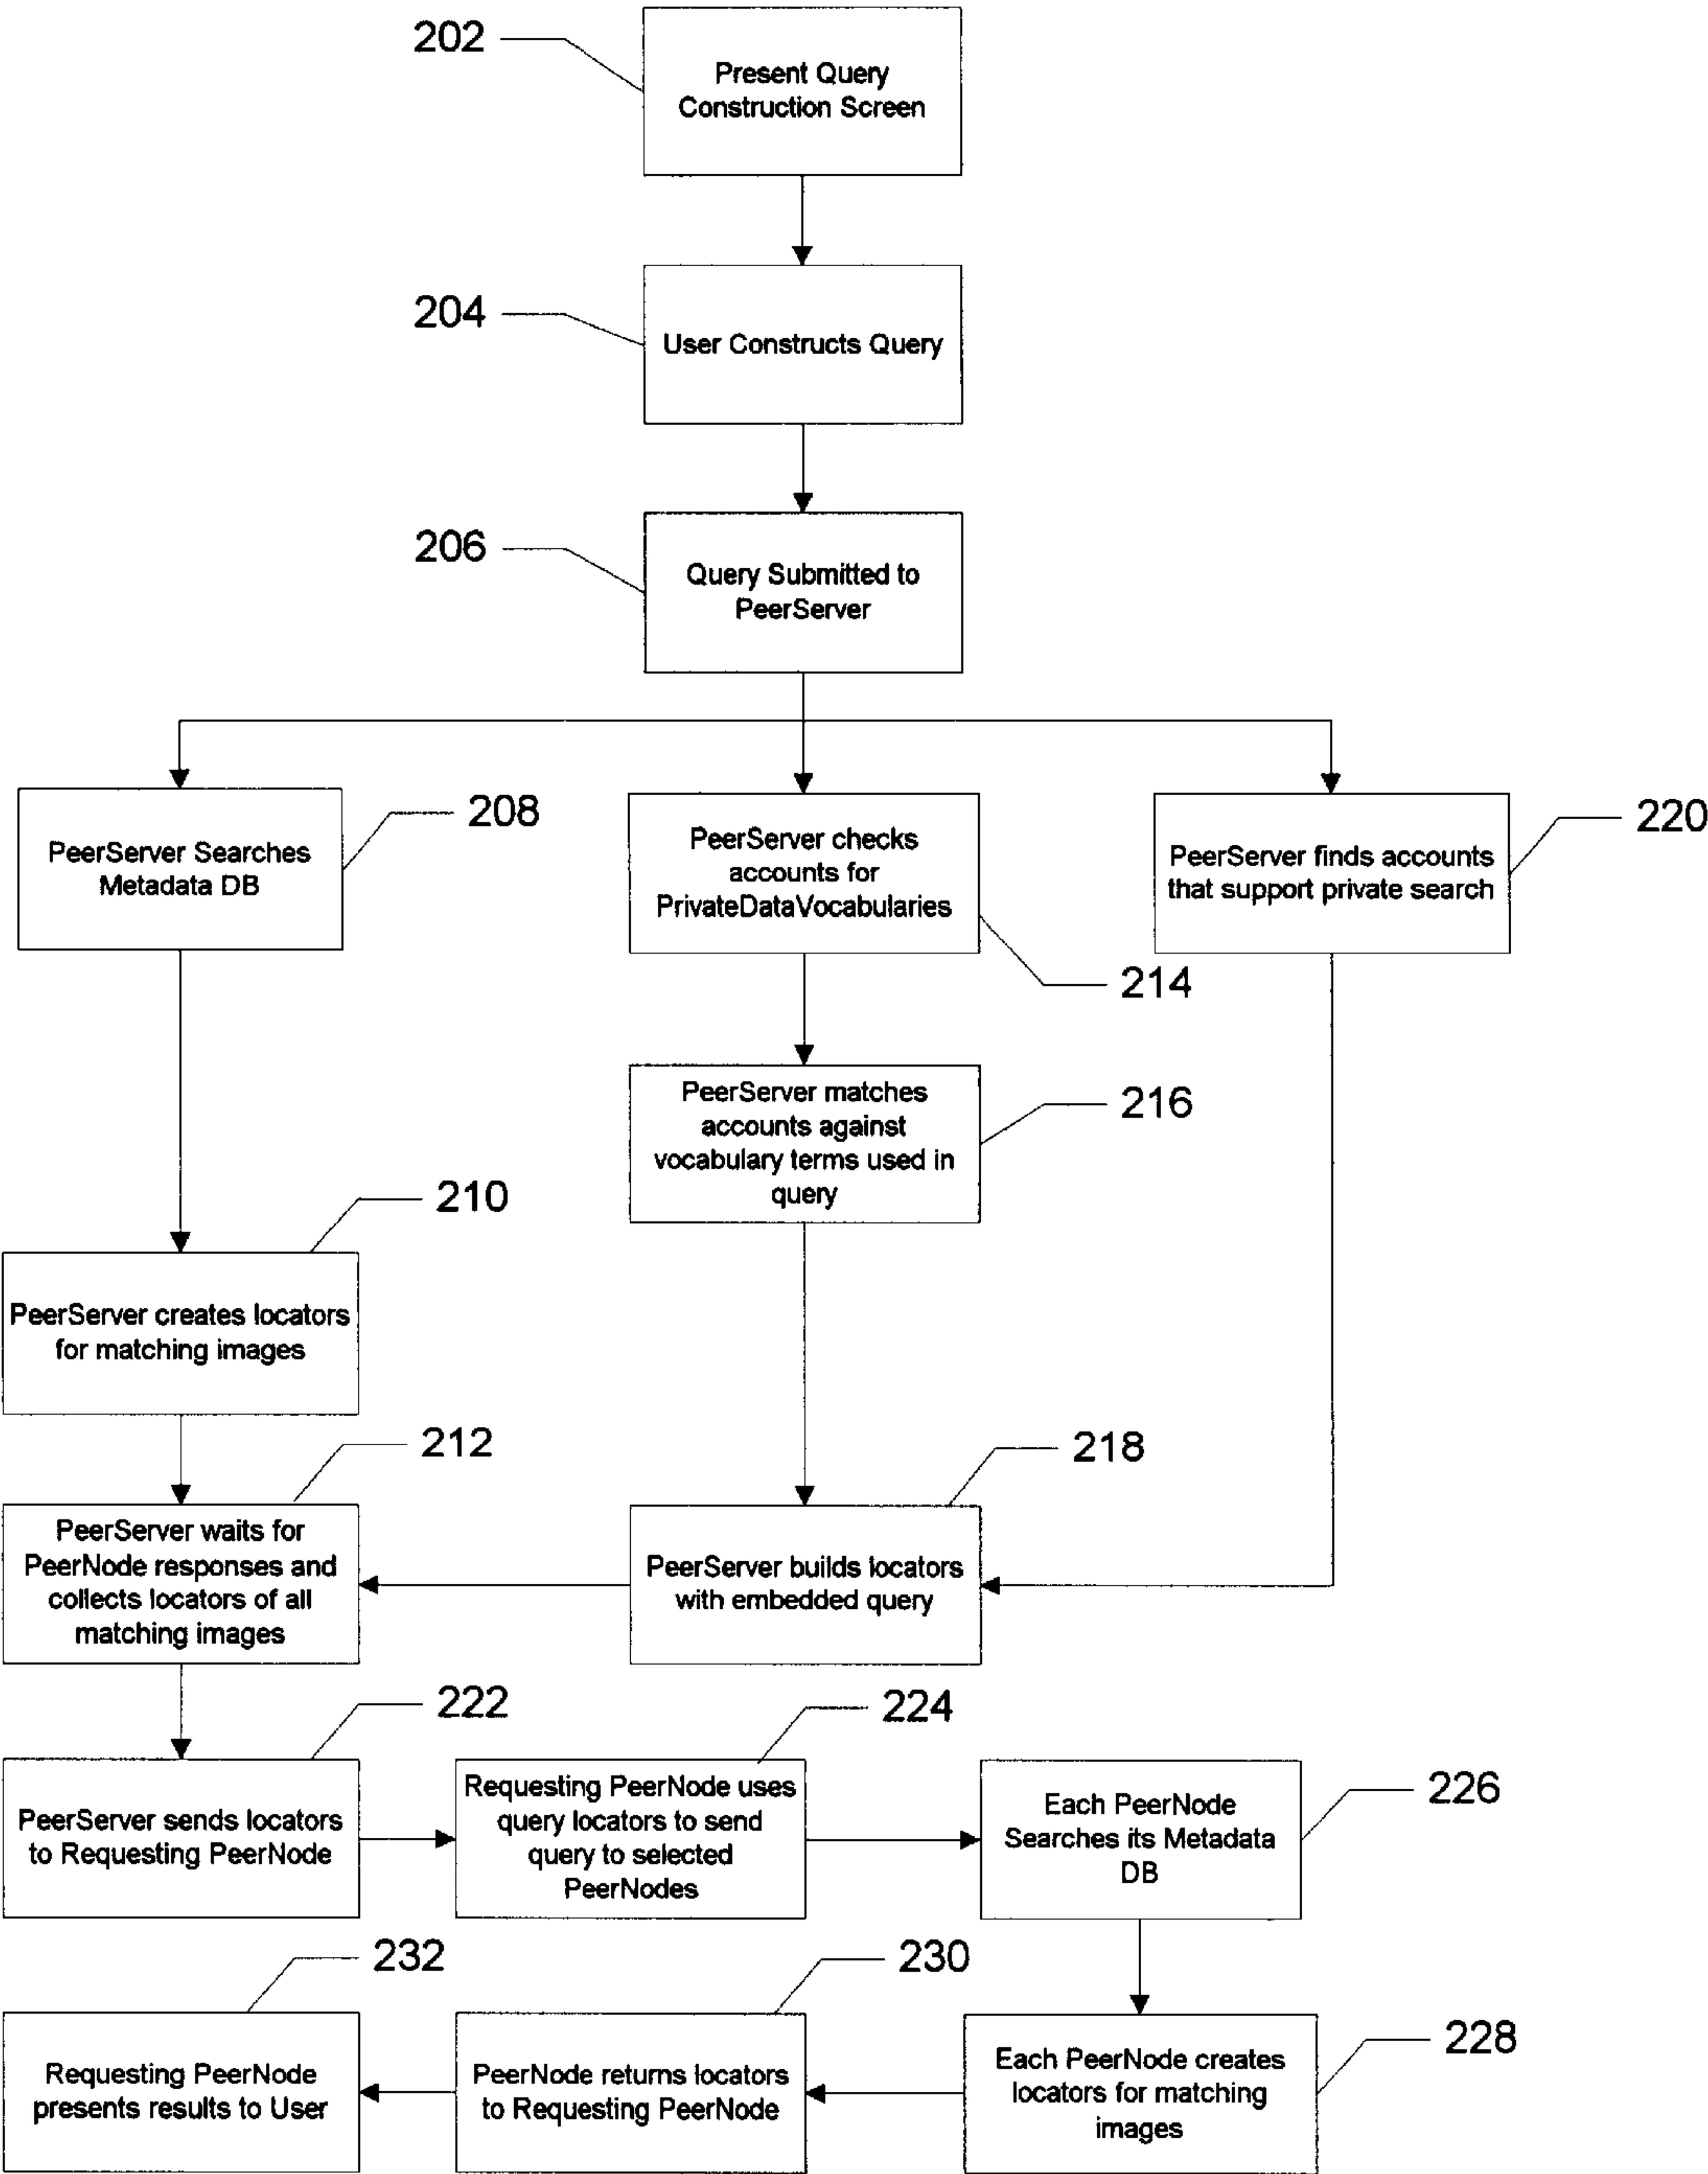 202
Present Query
Construction Screen
204
User Constructs Query
206
Query Submitted to
PeerServer
PeerServer Searches
Metadata DB
208
PeerServer checks
accounts for
PrivateDataVocabularies
214
PeerServer finds accounts
that support private search
220
PeerServer matches
accounts against
vocabulary terms used in
query
216
210
PeerServer creates locators
for matching images
212
PeerServer waits for
PeerNode responses and
collects locators of all
matching images
218
PeerServer builds locators
with embedded query
222
PeerServer sends locators
to Requesting PeerNode
224
Requesting PeerNode uses
query locators to send
query to selected
PeerNodes
226
Each PeerNode
Searches its Metadata
DB
232
Requesting PeerNode
presents results to User
230
PeerNode returns locators
to Requesting PeerNode
228
Each PeerNode creates
locators for matching
images